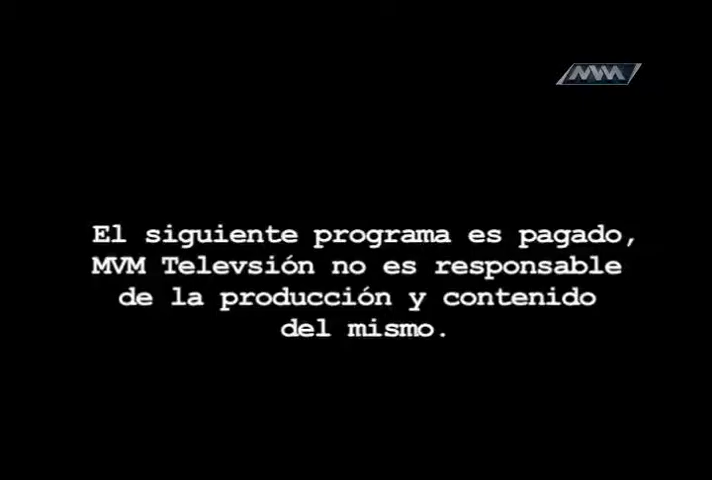 MVM
El siguiente programa es pagado,
MVM Televsión no es responsable
de la producción y contenido
del mismo.